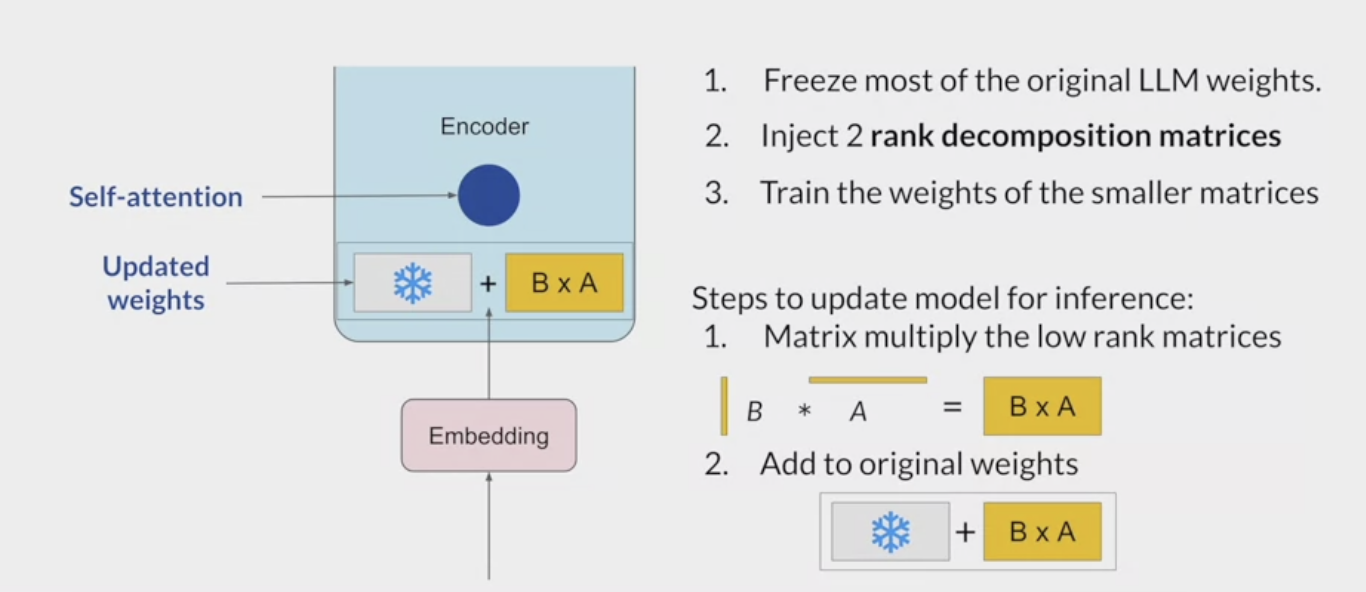 Encoder
Self-attention
Updated
weights
+ B x A
Embedding
1. Freeze most of the original LLM weights.
2. Inject 2 rank decomposition matrices
3. Train the weights of the smaller matrices
Steps to update model for inference:
1. Matrix multiply the low rank matrices
B * A = B x A
2. Add to original weights
+ B x A